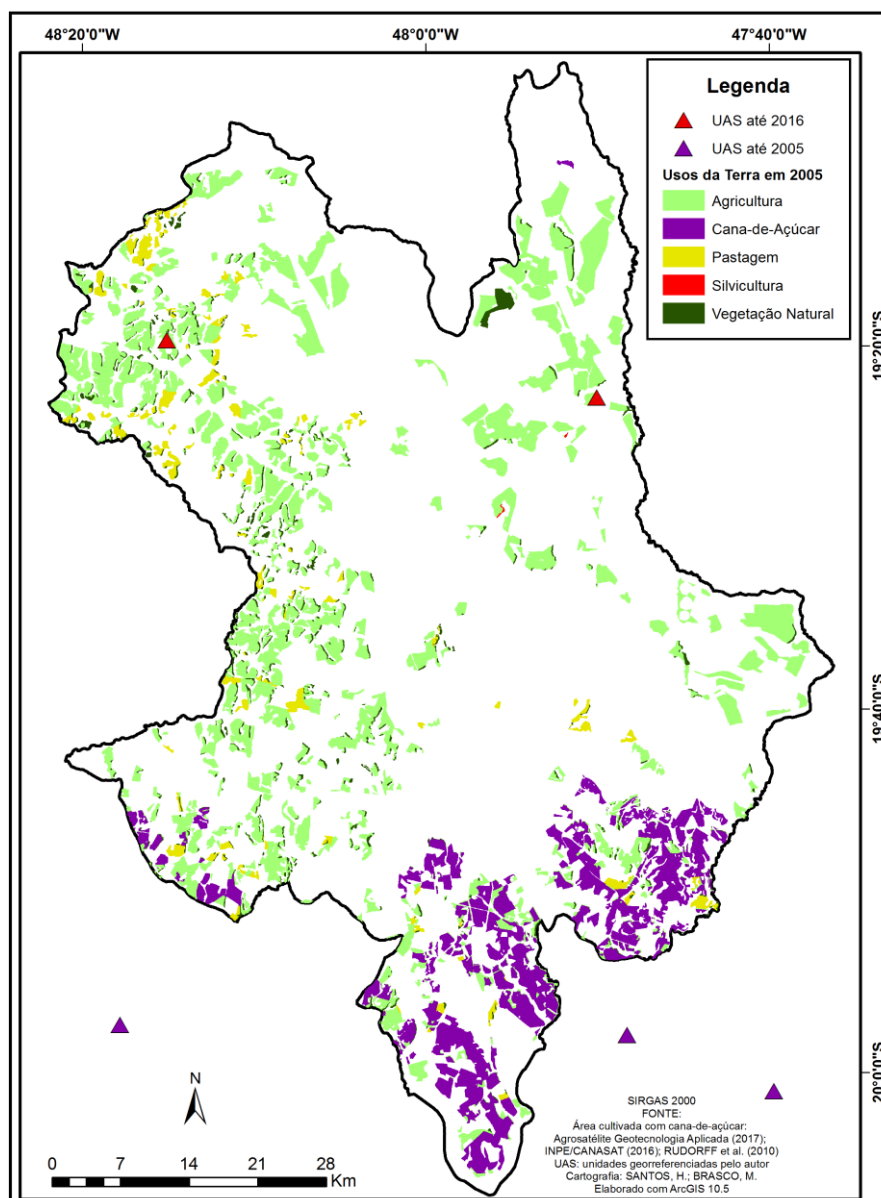 48°20'0"W
48°0'0"W
47°40'0"W
Legenda
UAS até 2016
UAS até 2005
Usos da Terra em 2005
Agricultura
Cana-de-Açúcar
Pastagem
Silvicultura
Vegetação Natural
19°20'0"S
19°40'0"S
20°0'0"S
N
0 7 14 21 28
Km
SIRGAS 2000
FONTE:
Área cultivada com cana-de-açúcar:
Agrosatélite Geotecnologia Aplicada (2017);
INPE/CANASAT (2016); RUDORFF et al. (2010)
UAS: unidades georreferenciadas pelo autor
Cartografia: SANTOS, H.; BRASCO, M.
Elaborado com ArcGIS 10.5